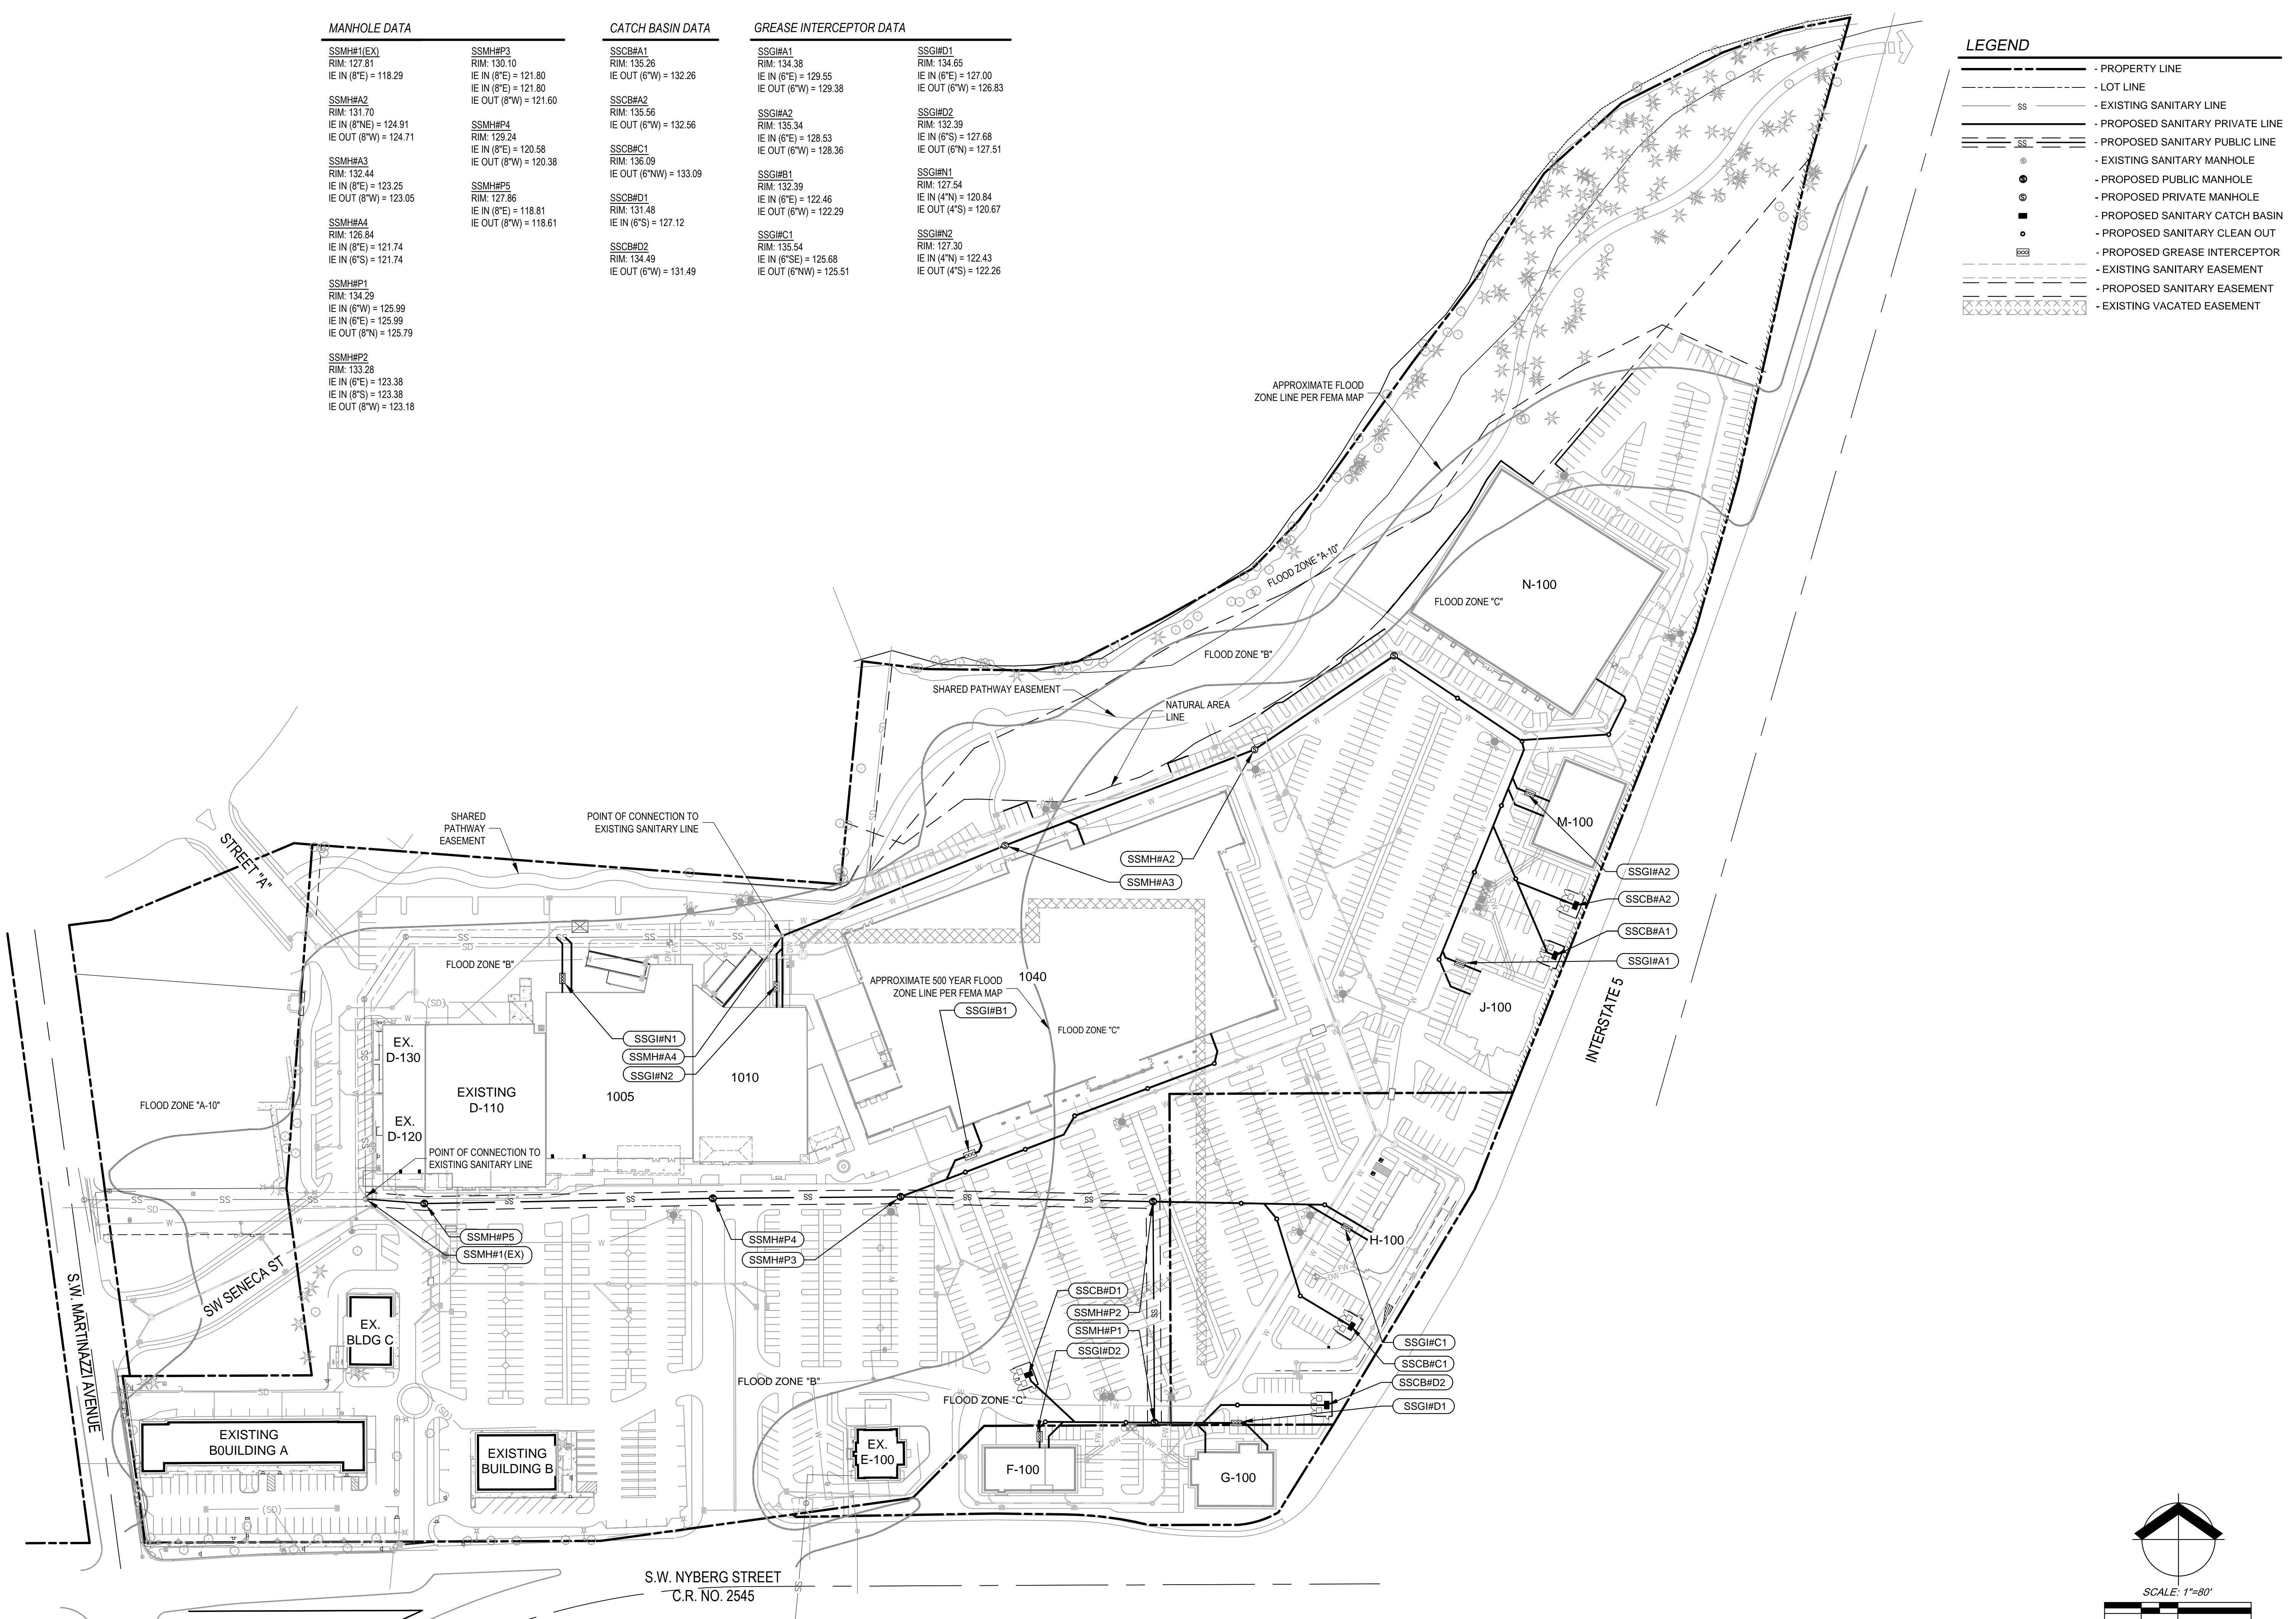 MANHOLE DATA
SSMH#1(EX)
RIM: 127.81
IE IN (8"E) = 118.29
SSMH#A2
RIM: 131.70
IE IN (8"NE) = 124.91
IE OUT (8"W) = 124.71
SSMH#A3
RIM: 132.44
IE IN (8"E) = 123.25
IE OUT (8"W) = 123.05
SSMH#A4
RIM: 126.84
IE IN (8"E) = 121.74
IE IN (6"S) = 121.74
SSMH#P1
RIM: 134.29
IE IN (6"W) = 125.99
IE IN (6"E) = 125.99
IE OUT (8"N) = 125.79
SSMH#P2
RIM: 133.28
IE IN (6"E) = 123.38
IE IN (8"S) = 123.38
IE OUT (8"W) = 123.18
SSMH#P3
RIM: 130.10
IE IN (8"E) = 121.80
IE IN (8"E) = 121.80
IE OUT (8"W) = 121.60
SSMH#P4
RIM: 129.24
IE IN (8"E) = 120.58
IE OUT (8"W) = 120.38
SSMH#P5
RIM: 127.86
IE IN (8"E) = 118.81
IE OUT (8"W) = 118.61
CATCH BASIN DATA
SSCB#A1
RIM: 135.26
IE OUT (6"W) = 132.26
SSCB#A2
RIM: 135.56
IE OUT (6"W) = 132.56
SSCB#C1
RIM: 136.09
IE OUT (6"NW) = 133.09
SSCB#D1
RIM: 131.48
IE IN (6"S) = 127.12
SSCB#D2
RIM: 134.49
IE OUT (6"W) = 131.49
GREASE INTERCEPTOR DATA
SSGI#A1
RIM: 134.38
IE IN (6"E) = 129.55
IE OUT (6"W) = 129.38
SSGI#A2
RIM: 135.34
IE IN (6"E) = 128.53
IE OUT (6"W) = 128.36
SSGI#B1
RIM: 132.39
IE IN (6"E) = 122.46
IE OUT (6"W) = 122.29
SSGI#C1
RIM: 135.54
IE IN (6"SE) = 125.68
IE OUT (6"NW) = 125.51
SSGI#D1
RIM: 134.65
IE IN (6"E) = 127.00
IE OUT (6"W) = 126.83
SSGI#D2
RIM: 132.39
IE IN (6"S) = 127.68
IE OUT (6"N) = 127.51
SSGI#N1
RIM: 127.54
IE IN (4"N) = 120.84
IE OUT (4"S) = 120.67
SSGI#N2
RIM: 127.30
IE IN (4"N) = 122.43
IE OUT (4"S) = 122.26
LEGEND
- PROPERTY LINE
- LOT LINE
SS - EXISTING SANITARY LINE
- PROPOSED SANITARY PRIVATE LINE
SS - PROPOSED SANITARY PUBLIC LINE
- EXISTING SANITARY MANHOLE
- PROPOSED PUBLIC MANHOLE
- PROPOSED PRIVATE MANHOLE
- PROPOSED SANITARY CATCH BASIN
- PROPOSED SANITARY CLEAN OUT
- PROPOSED GREASE INTERCEPTOR
- EXISTING SANITARY EASEMENT
- PROPOSED SANITARY EASEMENT
- EXISTING VACATED EASEMENT
APPROXIMATE FLOOD
ZONE LINE PER FEMA MAP
FLOOD ZONE "A-10"
N-100
FLOOD ZONE "C"
FLOOD ZONE "B"
SHARED PATHWAY EASEMENT
NATURAL AREA
LINE
SHARED
PATHWAY
EASEMENT
POINT OF CONNECTION TO
EXISTING SANITARY LINE
STREET "A"
SSMH#A2
SSMH#A3
M-100
SSGI#A2
SSCB#A2
SSCB#A1
SSGI#A1
J-100
INTERSTATE 5
FLOOD ZONE "B"
APPROXIMATE 500 YEAR FLOOD
ZONE LINE PER FEMA MAP
1040
SSGI#B1
FLOOD ZONE "C"
SSGI#N1
SSMH#A4
SSGI#N2
EX.
D-130
EXISTING
D-110
1005
1010
FLOOD ZONE "A-10"
EX.
D-120
POINT OF CONNECTION TO
EXISTING SANITARY LINE
SSMH#P5
SSMH#1(EX)
SSMH#P4
SSMH#P3
H-100
SW SENECA ST
S.W. MARTINAZZI AVENUE
SSCB#D1
SSMH#P2
SSMH#P1
SSGI#D2
SSGI#C1
SSCB#C1
SSCB#D2
SSGI#D1
EX.
BLDG C
FLOOD ZONE "B"
FLOOD ZONE "C"
EXISTING
B0UILDING A
EXISTING
BUILDING B
EX.
E-100
F-100
G-100
S.W. NYBERG STREET
C.R. NO. 2545
SCALE: 1"=80'